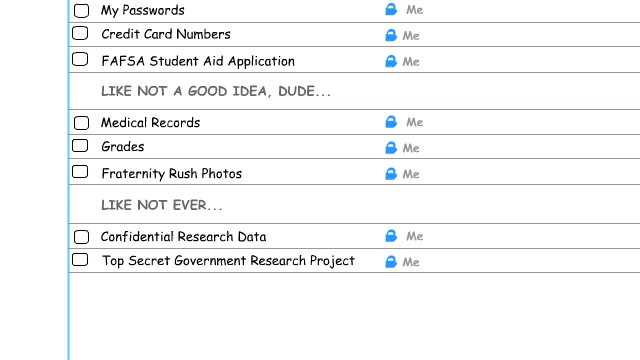 My Passwords Me
Credit Card Numbers Me
FAFSA Student Aid Application Me
LIKE NOT A GOOD IDEA, DUDE...
Medical Records Me
Grades Me
Fraternity Rush Photos Me
LIKE NOT EVER...
Confidential Research Data Me
Top Secret Government Research Project Me